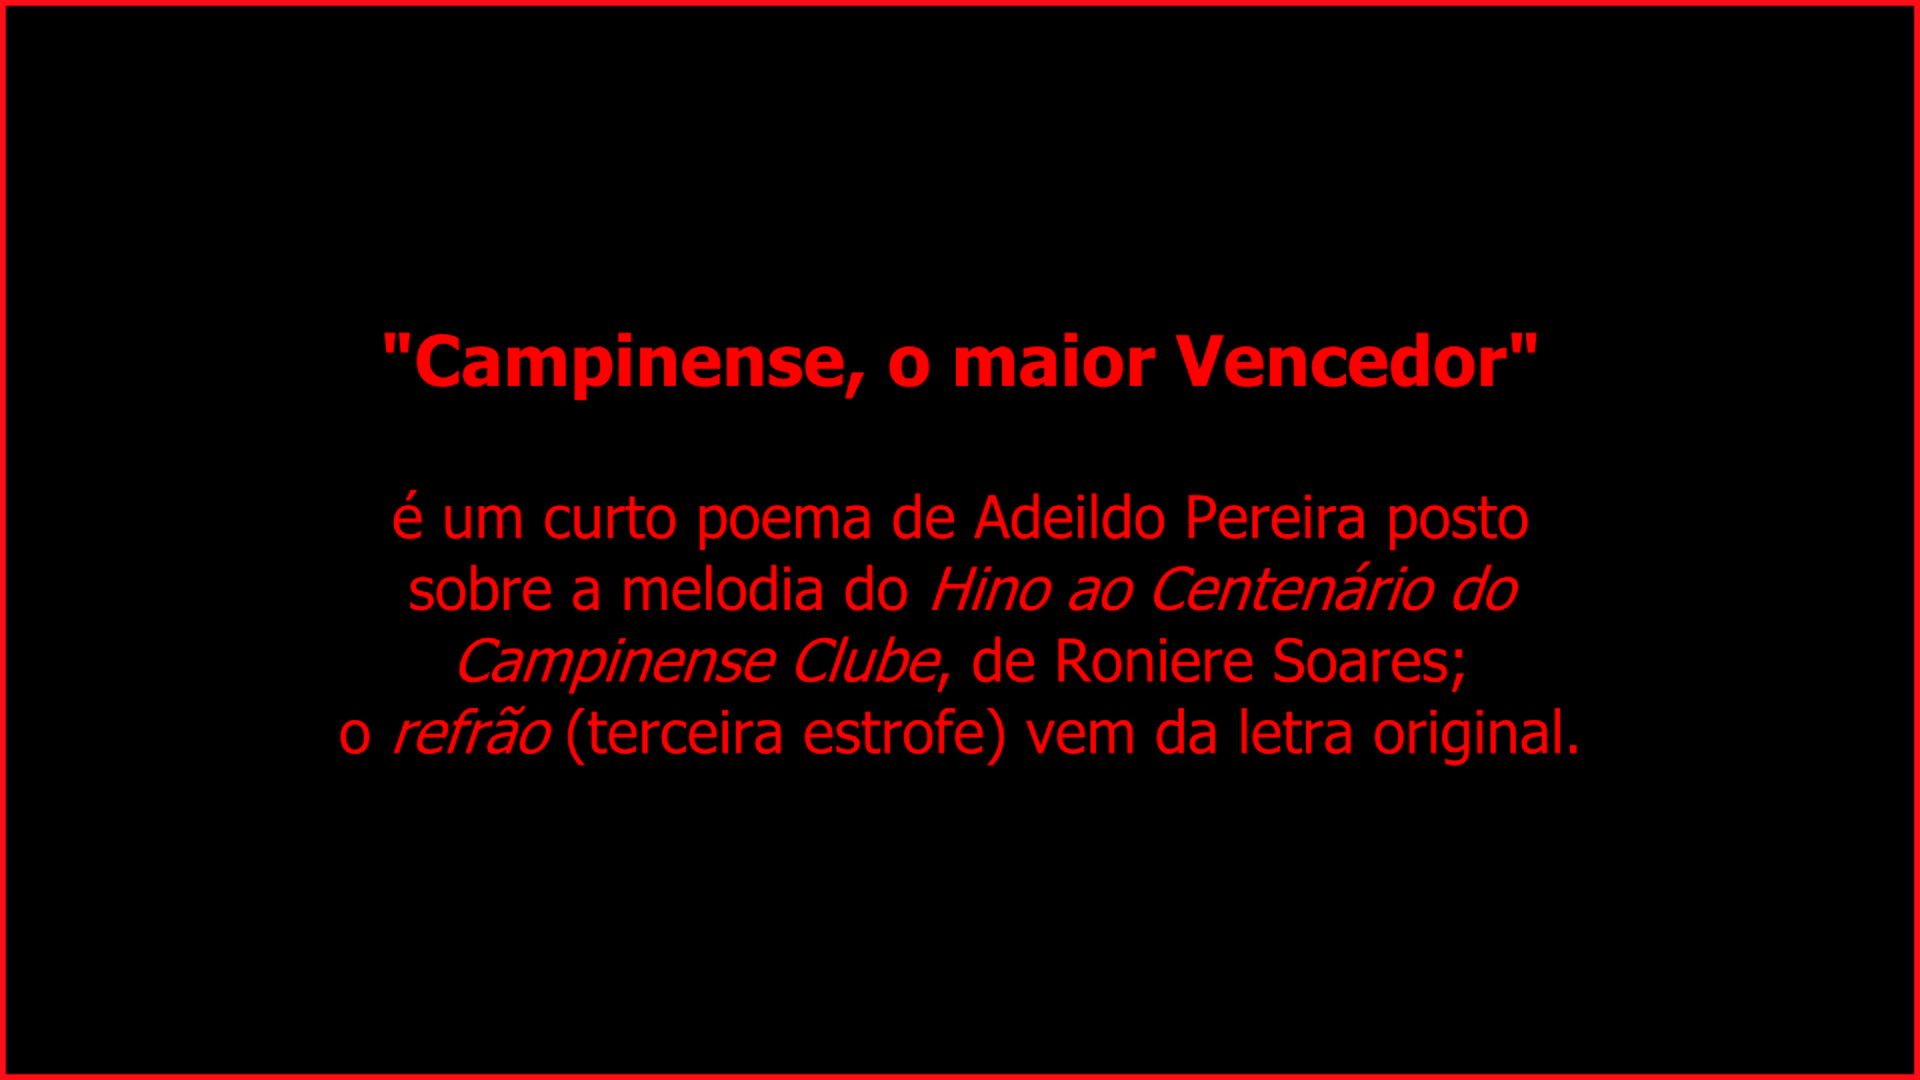 "Campinense, o maior Vencedor"
é um curto poema de Adeildo Pereira posto
sobre a melodia do Hino ao Centenário do
Campinense Clube, de Roniere Soares;
o refrão (terceira estrofe) vem da letra original.